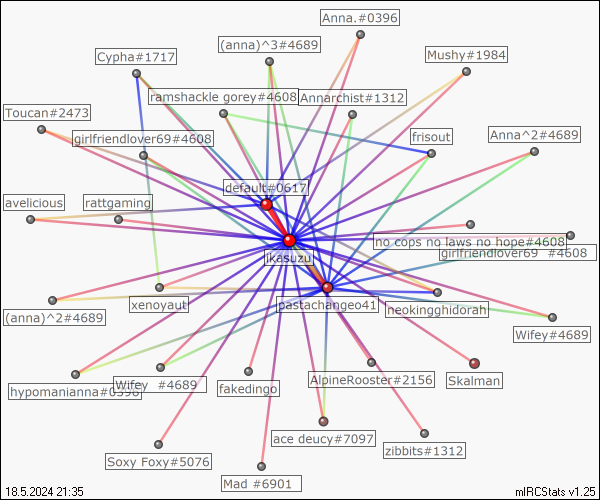 Anna.#0396
(anna)^3#4689
Cypha#1717
Mushy#1984
ramshackle gorey#4608
Annarchist#1312
Toucan#2473
girlfriendlover69#4608
frisout
Anna^2#4689
default#0617
avelicious
rattgaming
no cops no laws no hope#4608
girlfriendlover69 #4608
ikasuzu
xenoyaut
pastachangeo41
neokingghidorah
(anna)^2#4689
Wifey#4689
hypomanianna#0396
Wifey #4689
fakedingo
AlpineRooster#2156
Skalman
ace deucy#7097
zibbits#1312
Soxy Foxy#5076
Mad #6901
18.5.2024 21:35
mIRCStats v1.25